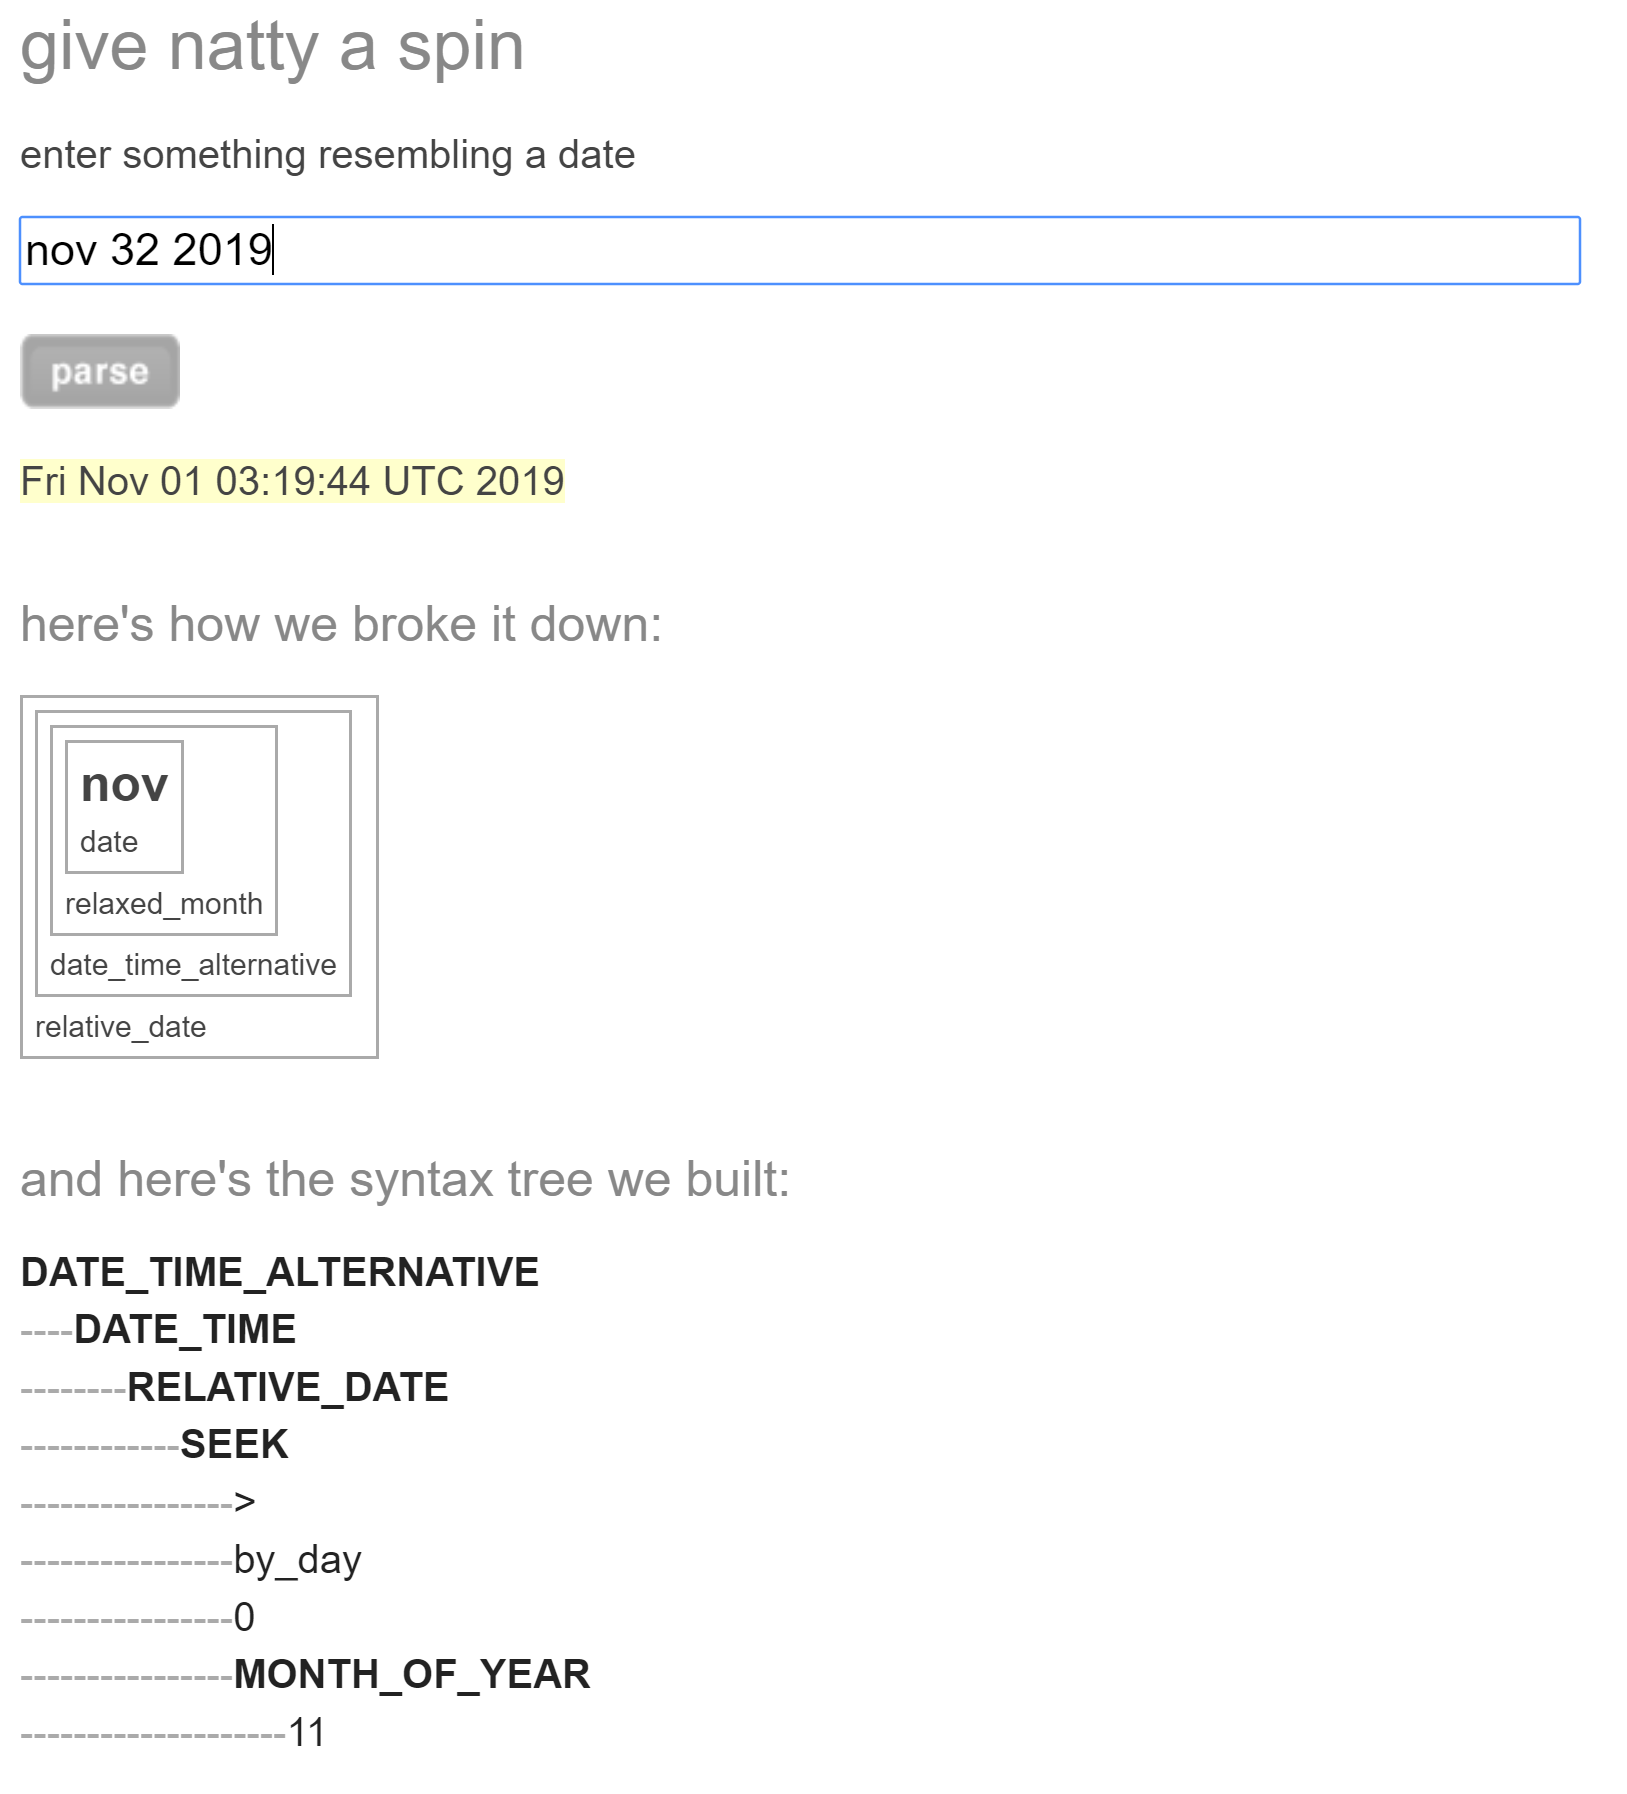 give natty a spin
enter something resembling a date
nov 32 2019
parse
Fri Nov 01 03:19:44 UTC 2019
here's how we broke it down:
nov
date
relaxed_month
date_time_alternative
relative_date
and here's the syntax tree we built:
DATE_TIME_ALTERNATIVE
----DATE_TIME
--------RELATIVE_DATE
------------SEEK
---------------->
----------------by_day
----------------0
----------------MONTH_OF_YEAR
--------------------11